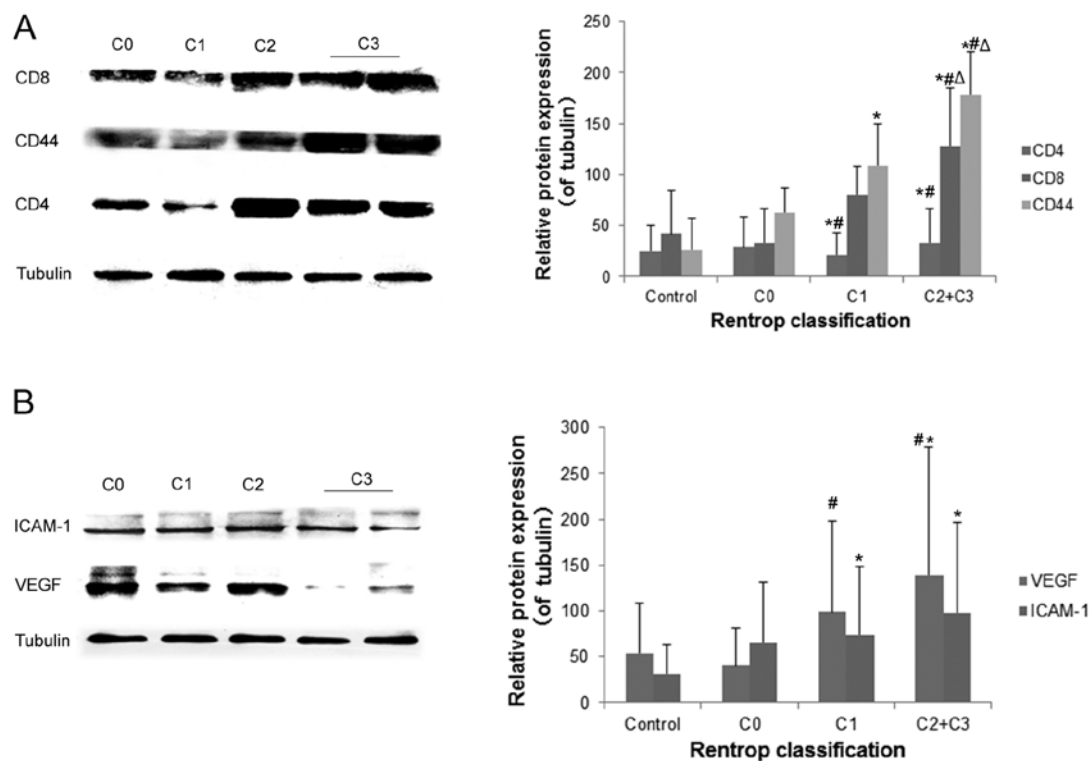 A
C0 C1 C2 C3
CD8
CD44
CD4
Tubulin
Relative protein expression
(of tubulin)
250
200
150
100
50
0
*#
*
*#
*#Δ
*#Δ
Control C0 C1 C2+C3
Rentrop classification
CD4
CD8
CD44
B
C0 C1 C2 C3
ICAM-1
VEGF
Tubulin
Relative protein expression
(of tubulin)
300
250
200
150
100
50
0
#
*
#*
*
Control C0 C1 C2+C3
Rentrop classification
VEGF
ICAM-1